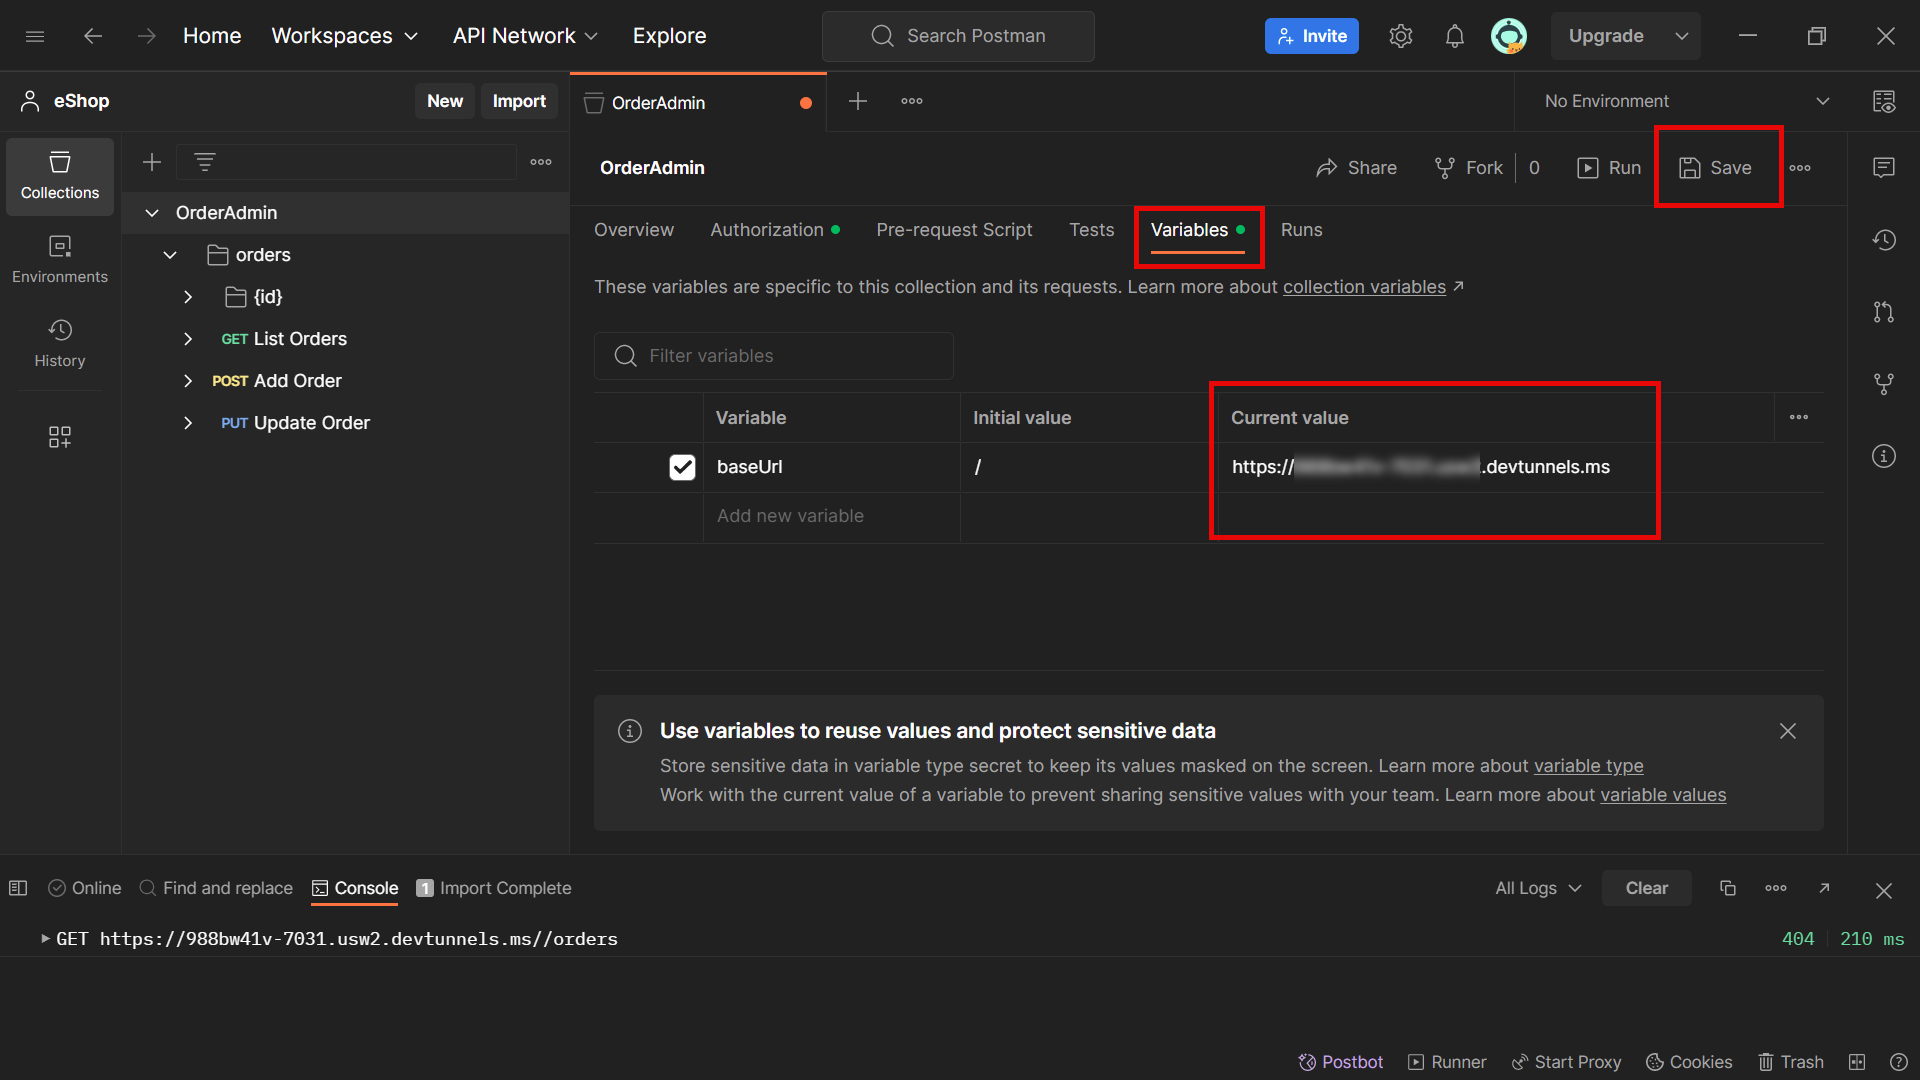 Home Workspaces API Network Explore Search Postman Invite Upgrade
eShop New Import OrderAdmin No Environment
Collections
Environments
History
OrderAdmin
orders
{id}
GET List Orders
POST Add Order
PUT Update Order
OrderAdmin Share Fork 0 Run Save
Overview Authorization Pre-request Script Tests Variables Runs
These variables are specific to this collection and its requests. Learn more about collection variables
Filter variables
Variable Initial value Current value
baseUrl / https:// .devtunnels.ms
Add new variable
Use variables to reuse values and protect sensitive data
Store sensitive data in variable type secret to keep its values masked on the screen. Learn more about variable type
Work with the current value of a variable to prevent sharing sensitive values with your team. Learn more about variable values
Online Find and replace Console 1 Import Complete All Logs Clear
GET https://988bw41v-7031.usw2.devtunnels.ms//orders 404 210 ms
Postbot Runner Start Proxy Cookies Trash